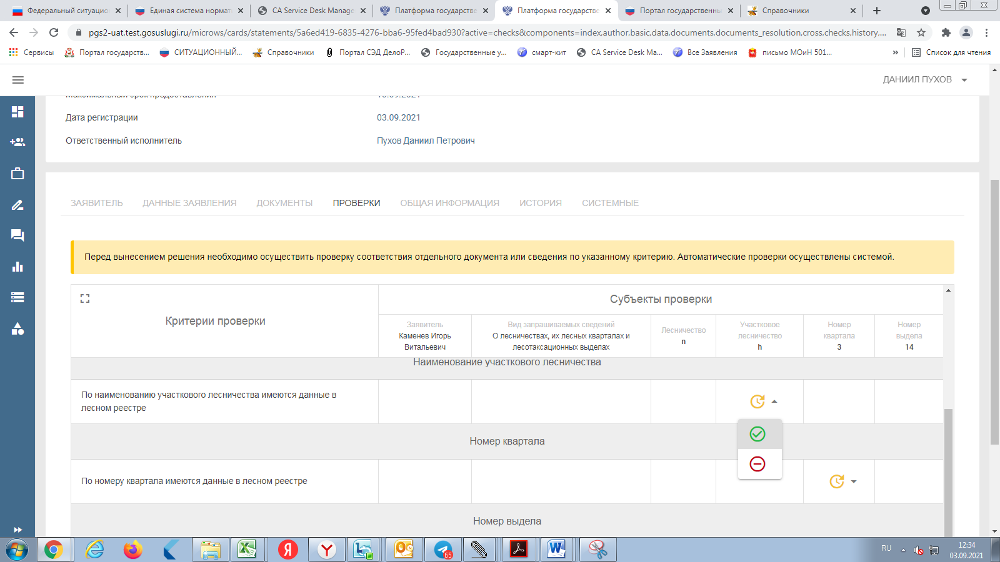 Федеральный ситуацио
Единая система нормат
CA Service Desk Manage
Платформа государстве
Платформа государстве
Портал государственны
Справочники
pgs2-uat.test.gosuslugi.ru/microws/cards/statements/5a6ed419-6835-4276-bba6-95fed4bad930?active=checks&components=index,author,basic,data,documents,documents_resolution,cross,checks,history,...
Сервисы
Портал государств...
СИТУАЦИОННЫЙ...
Справочники
Портал СЭД ДелоР...
Государственные у...
смарт-кит
CA Service Desk Ma...
Все Заявления
письмо МОиН 501...
»
Список для чтения
ДАНИИЛ ПУХОВ
Максимальный срок предоставления
Дата регистрации
03.09.2021
Ответственный исполнитель
Пухов Даниил Петрович
ЗАЯВИТЕЛЬ
ДАННЫЕ ЗАЯВЛЕНИЯ
ДОКУМЕНТЫ
ПРОВЕРКИ
ОБЩАЯ ИНФОРМАЦИЯ
ИСТОРИЯ
СИСТЕМНЫЕ
Перед вынесением решения необходимо осуществить проверку соответствия отдельного документа или сведения по указанному критерию. Автоматические проверки осуществлены системой.
Критерии проверки
Субъекты проверки
Заявитель
Каменев Игорь
Витальевич
Вид запрашиваемых сведений
О лесничествах, их лесных кварталах и
лесотаксационных выделах
Лесничество
n
Участковое
лесничество
h
Номер
квартала
3
Номер
выдела
14
Наименование участкового лесничества
По наименованию участкового лесничества имеются данные в
лесном реестре
Номер квартала
По номеру квартала имеются данные в лесном реестре
Номер выдела
65
RU
12:34
03.09.2021